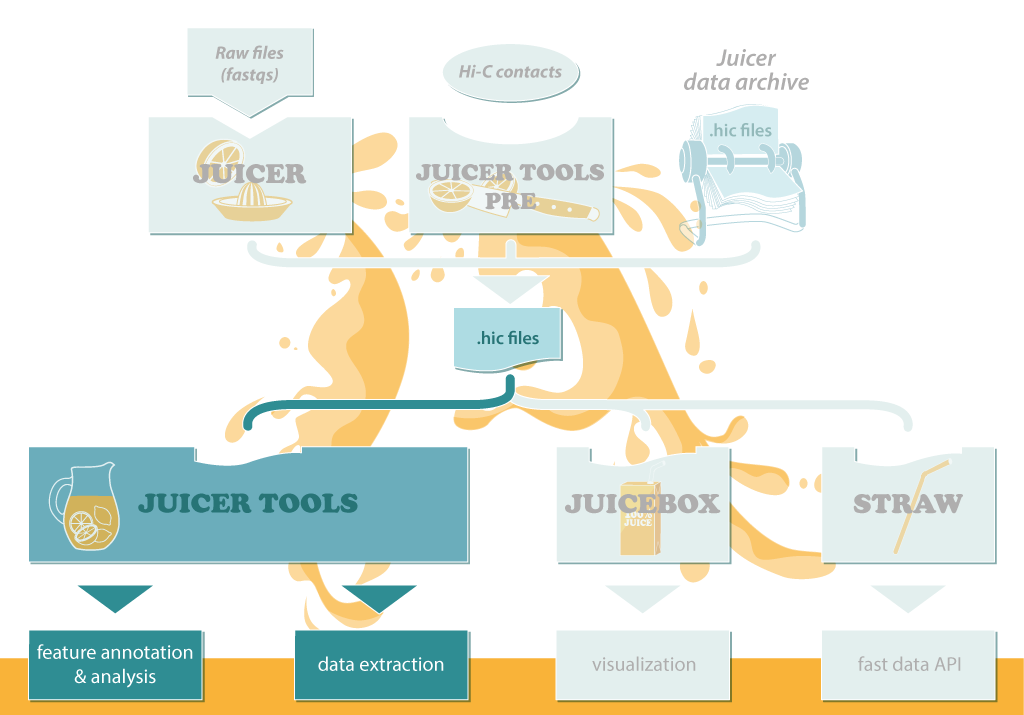 Raw files
(fastqs)
Hi-C contacts
Juicer
data archive
.hic files
JUICER
JUICER TOOLS
PRE
.hic files
JUICER TOOLS
JUICEBOX
100%
JUICE
STRAW
feature annotation
& analysis
data extraction
visualization
fast data API